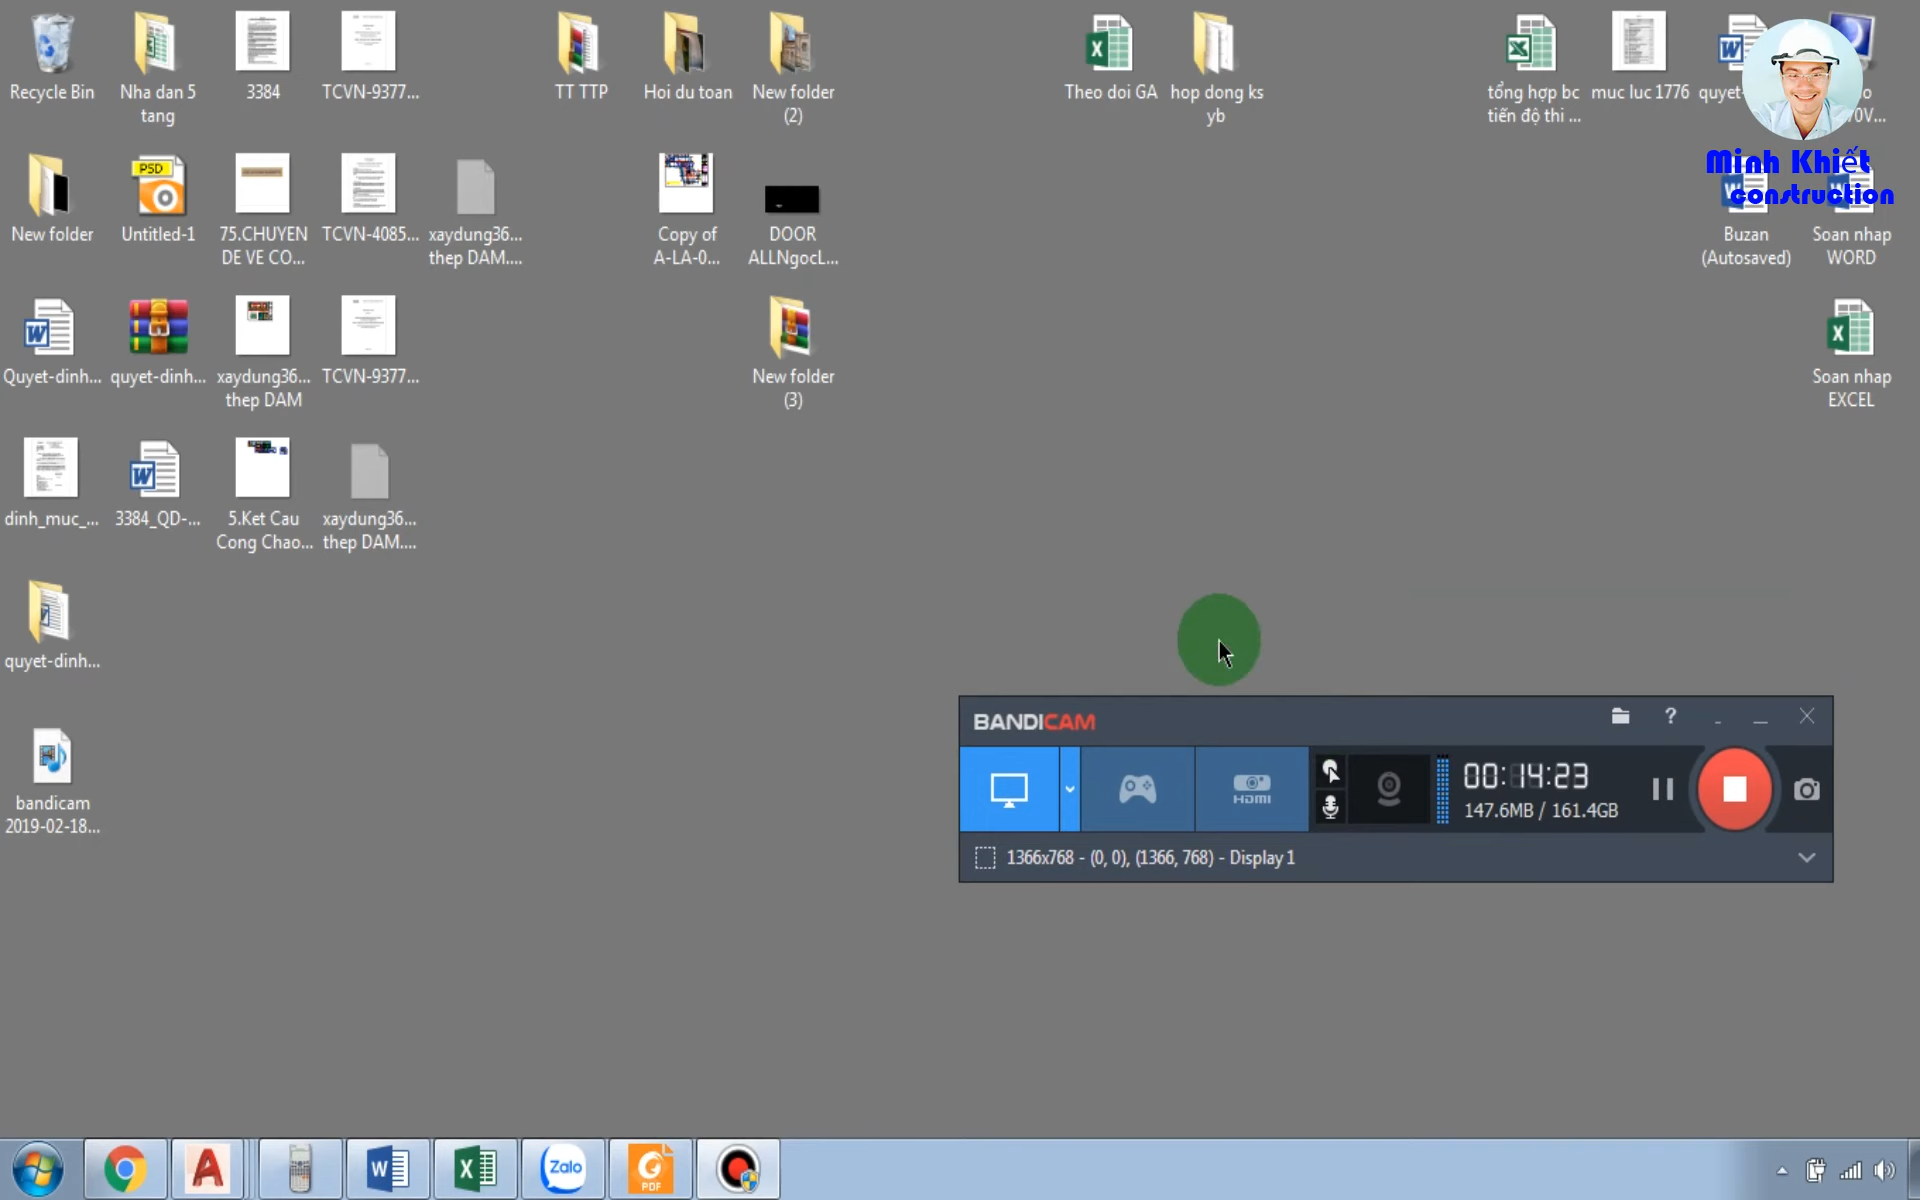 Recycle Bin
Nha dan 5
tang
3384
TCVN-9377...
TT TTP
Hoi du toan
New folder
(2)
Theo doi GA
hop dong ks
yb
tổng hợp bc
tiến độ thi ...
muc luc 1776
quyet-
Minh Khiết
construction
New folder
PSD
Untitled-1
75.CHUYEN
DE VE CO...
TCVN-4085...
xaydung36...
thep DAM....
Copy of
A-LA-0...
DOOR
ALLNgocL...
Buzan
(Autosaved)
Soan nhap
WORD
Quyet-dinh...
quyet-dinh...
xaydung36...
thep DAM
TCVN-9377...
New folder
(3)
Soan nhap
EXCEL
dinh_muc_...
3384_QD-...
5.Ket Cau
Cong Chao...
xaydung36...
thep DAM....
quyet-dinh...
bandicam
2019-02-18...
BANDICAM
HDMI
00:14:23
147.6MB / 161.4GB
1366x768 - (0, 0), (1366, 768) - Display 1
Zalo
PDF